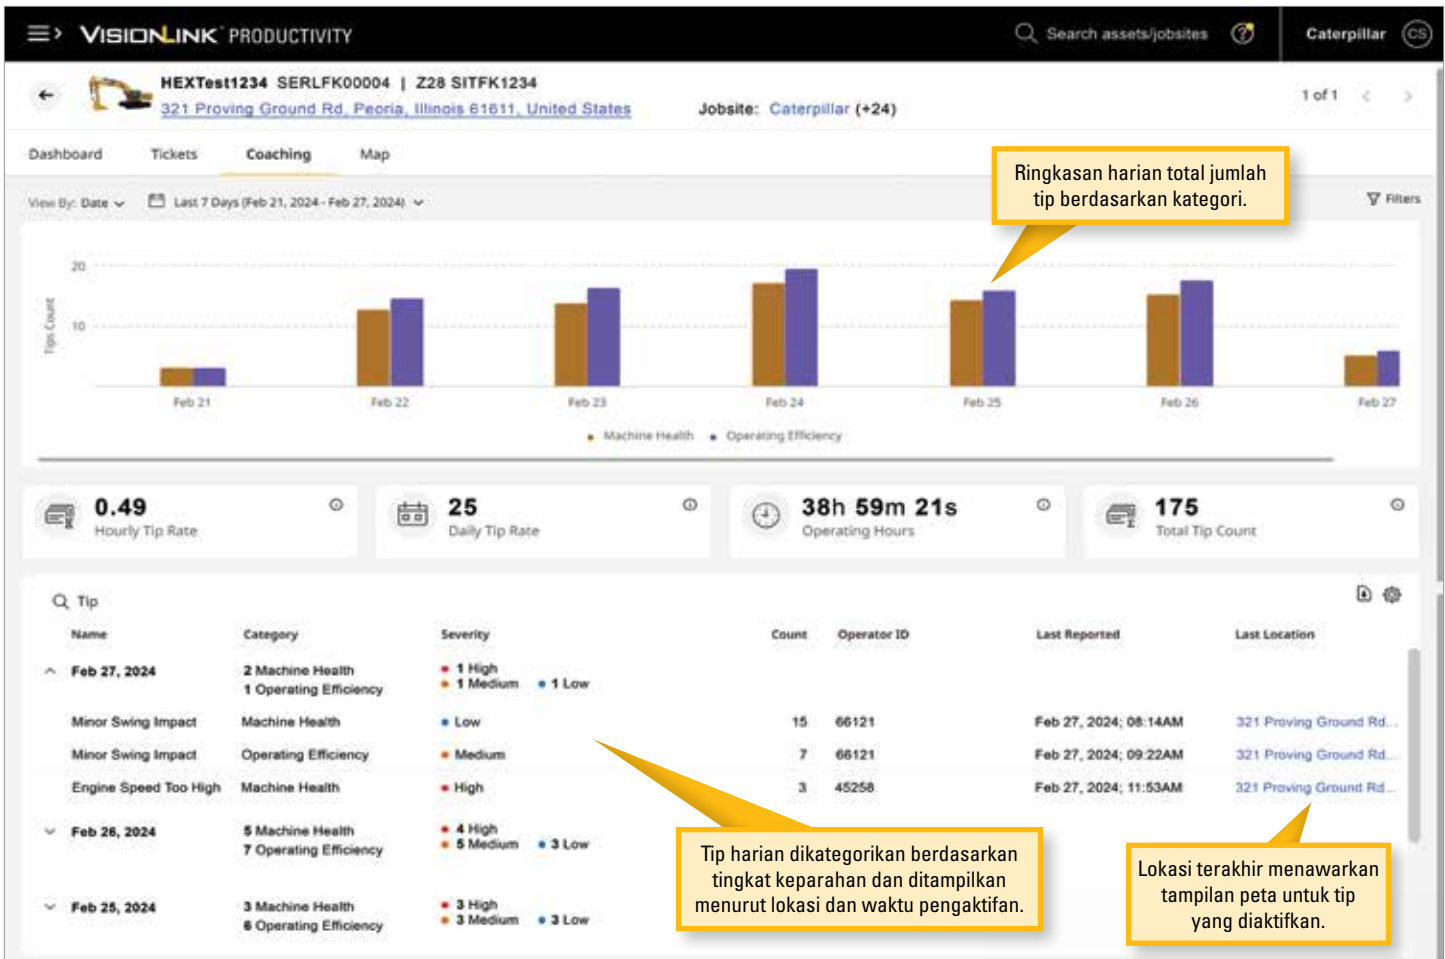 VISIONLINK PRODUCTIVITY
Search assets/jobsites
?
Caterpillar
CS
HEXTest1234 SERLFK00004 | Z28 SITFK1234
321 Proving Ground Rd, Peoria, Illinois 61611, United States
Jobsite: Caterpillar (+24)
1 of 1
Dashboard Tickets Coaching Map
Ringkasan harian total jumlah
tip berdasarkan kategori.
View By: Date
Last 7 Days (Feb 21, 2024 - Feb 27, 2024)
Filters
Tips Count
20
10
Feb 21 Feb 22 Feb 23 Feb 24 Feb 25 Feb 26 Feb 27
Machine Health Operating Efficiency
0.49
Hourly Tip Rate
25
Daily Tip Rate
38h 59m 21s
Operating Hours
175
Total Tip Count
Tip
Name Category Severity Count Operator ID Last Reported Last Location
Feb 27, 2024 2 Machine Health 1 High
1 Operating Efficiency 1 Medium 1 Low
Minor Swing Impact Machine Health Low 15 66121 Feb 27, 2024; 08:14AM 321 Proving Ground Rd...
Minor Swing Impact Operating Efficiency Medium 7 66121 Feb 27, 2024; 09:22AM 321 Proving Ground Rd...
Engine Speed Too High Machine Health High 3 45258 Feb 27, 2024; 11:53AM 321 Proving Ground Rd...
Feb 26, 2024 5 Machine Health 4 High
7 Operating Efficiency 5 Medium 3 Low
Feb 25, 2024 3 Machine Health 3 High
6 Operating Efficiency 3 Medium 3 Low
Tip harian dikategorikan berdasarkan
tingkat keparahan dan ditampilkan
menurut lokasi dan waktu pengaktifan.
Lokasi terakhir menawarkan
tampilan peta untuk tip
yang diaktifkan.